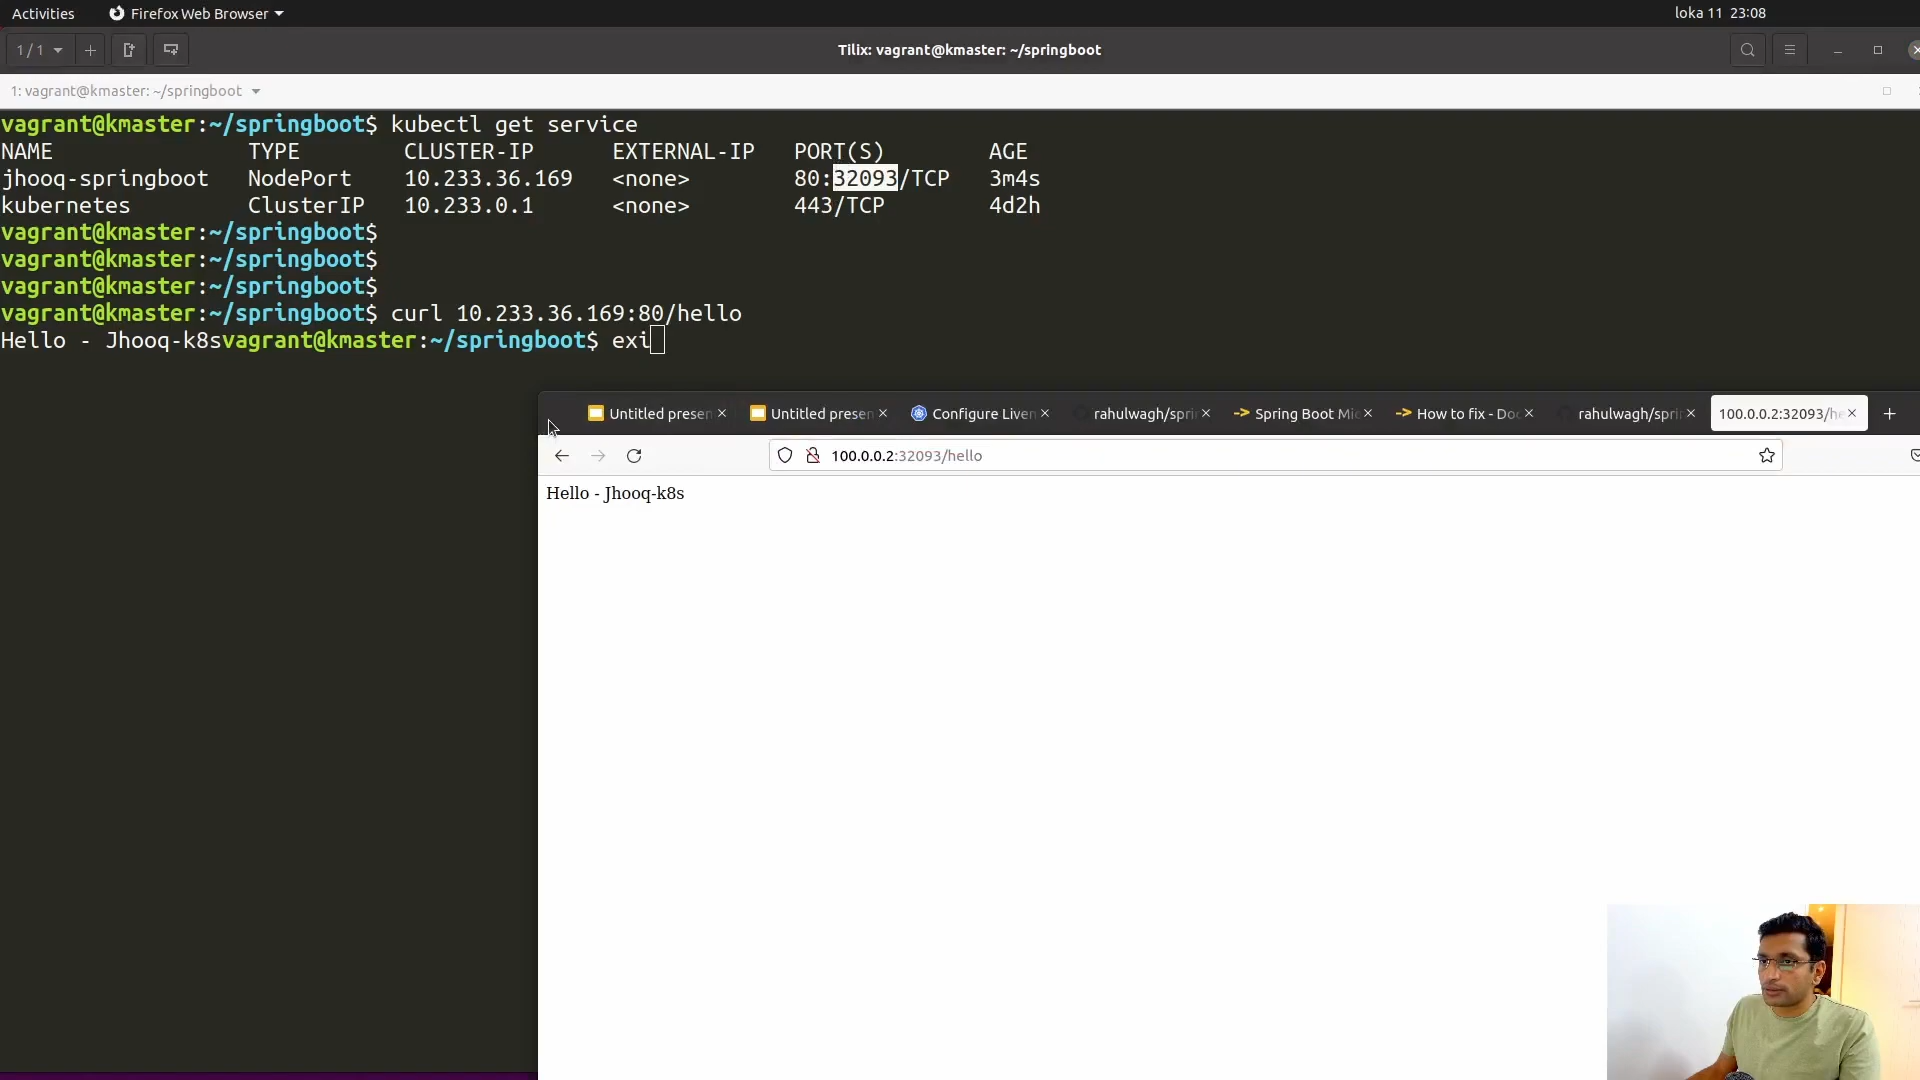 Activities Firefox Web Browser loka 11 23:08
1 / 1 Tilix: vagrant@kmaster: ~/springboot
1: vagrant@kmaster: ~/springboot
vagrant@kmaster:~/springboot$ kubectl get service
NAME TYPE CLUSTER-IP EXTERNAL-IP PORT(S) AGE
jhooq-springboot NodePort 10.233.36.169 <none> 80:32093/TCP 3m4s
kubernetes ClusterIP 10.233.0.1 <none> 443/TCP 4d2h
vagrant@kmaster:~/springboot$
vagrant@kmaster:~/springboot$
vagrant@kmaster:~/springboot$
vagrant@kmaster:~/springboot$ curl 10.233.36.169:80/hello
Hello - Jhooq-k8svagrant@kmaster:~/springboot$ exi
Untitled presen Untitled presen Configure Liven rahulwagh/spri Spring Boot Mi How to fix - Do rahulwagh/spri 100.0.0.2:32093/he
100.0.0.2:32093/hello
Hello - Jhooq-k8s